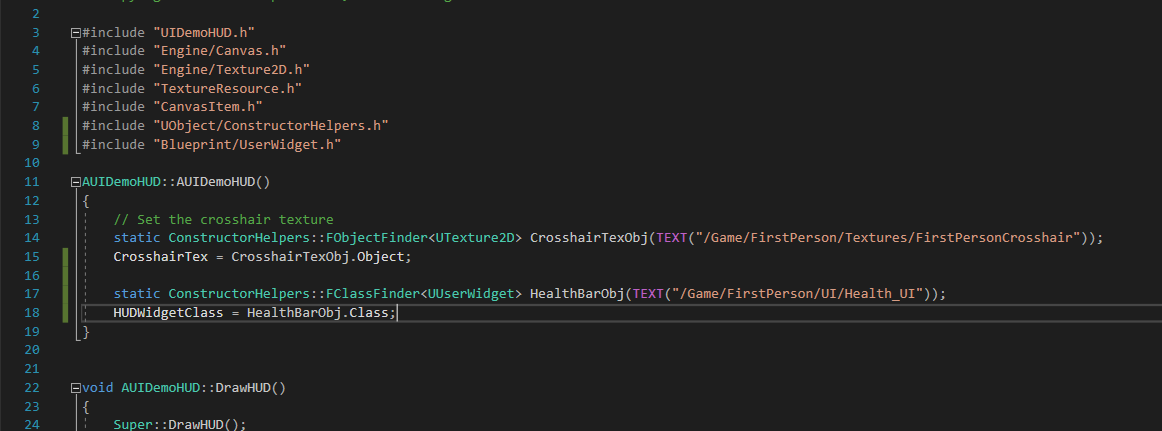 2
3 #include "UIDemoHUD.h"
4 #include "Engine/Canvas.h"
5 #include "Engine/Texture2D.h"
6 #include "TextureResource.h"
7 #include "CanvasItem.h"
8 #include "UObject/ConstructorHelpers.h"
9 #include "Blueprint/UserWidget.h"
10
11 AUIDemoHUD::AUIDemoHUD()
12 {
13 // Set the crosshair texture
14 static ConstructorHelpers::FObjectFinder<UTexture2D> CrosshairTexObj(TEXT("/Game/FirstPerson/Textures/FirstPersonCrosshair"));
15 CrosshairTex = CrosshairTexObj.Object;
16
17 static ConstructorHelpers::FClassFinder<UUserWidget> HealthBarObj(TEXT("/Game/FirstPerson/UI/Health_UI"));
18 HUDWidgetClass = HealthBarObj.Class;
19 }
20
21
22 void AUIDemoHUD::DrawHUD()
23 {
24 Super::DrawHUD();